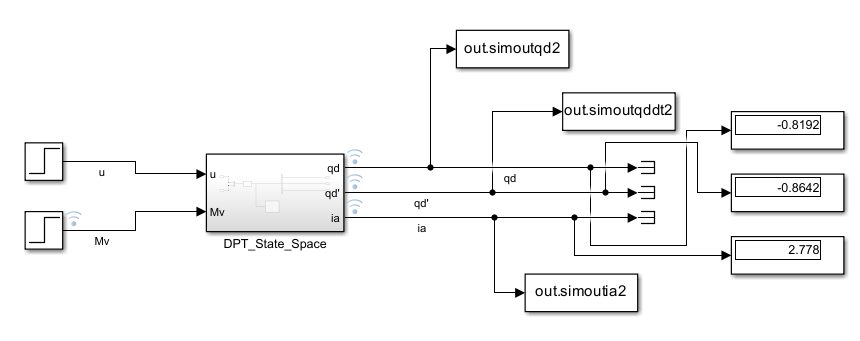 out.simoutqd2
out.simoutqddt2
-0.8192
u
u
qd
qd
qd'
-0.8642
Mv
Mv
qd'
ia
ia
DPT_State_Space
2.778
out.simoutia2